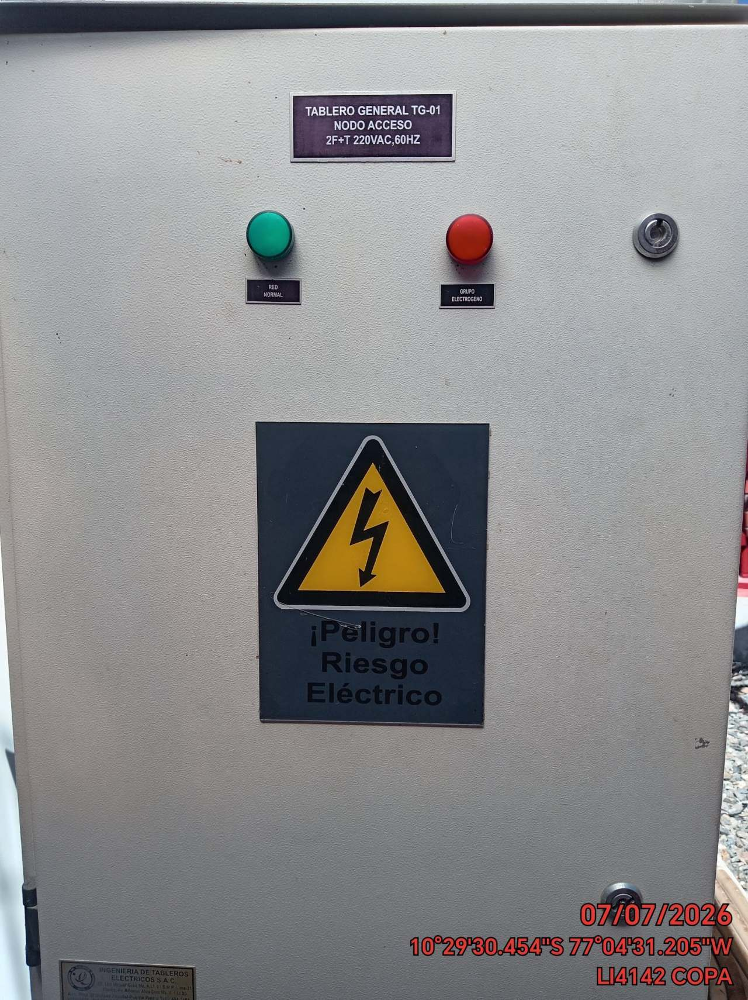 TABLERO GENERAL TG-01
NODO ACCESO
2F+T 220VAC,60HZ
RED
NORMAL
GRUPO
ELECTROGENO
¡Peligro!
Riesgo
Eléctrico
07/07/2026
10°29'30.454"S 77°04'31.205"W
LI4142 COPA
INGENIERIA DE TABLEROS
ELECTRICOS S.A.C.